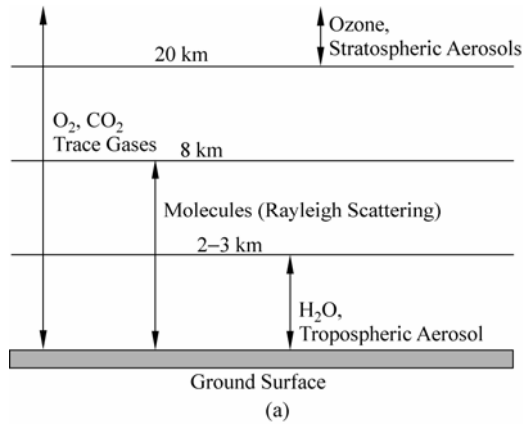 Ozone,
Stratospheric Aerosols
20 km
O₂, CO₂
Trace Gases
8 km
Molecules (Rayleigh Scattering)
2–3 km
H₂O,
Tropospheric Aerosol
Ground Surface
(a)